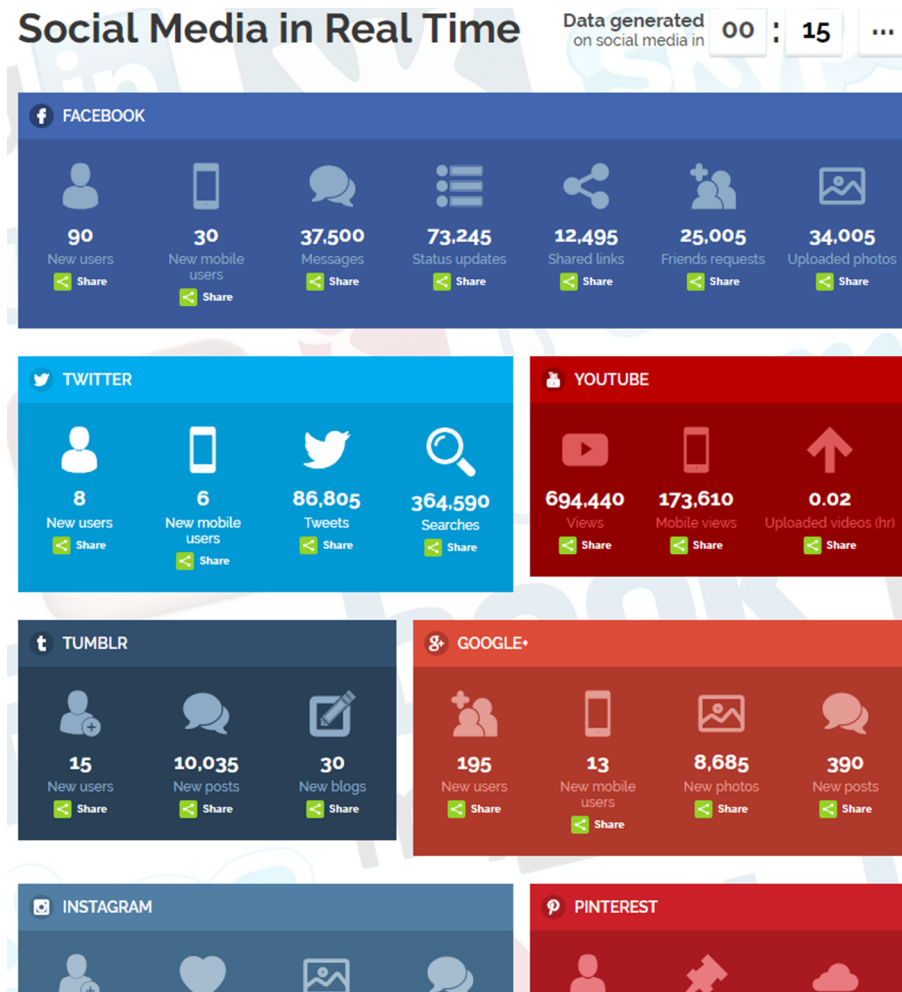 Social Media in Real Time
Data generated
on social media in
00 : 15 ...
FACEBOOK
90
New users
Share
30
New mobile
users
Share
37,500
Messages
Share
73,245
Status updates
Share
12,495
Shared links
Share
25,005
Friends requests
Share
34,005
Uploaded photos
Share
TWITTER
8
New users
Share
6
New mobile
users
Share
86,805
Tweets
Share
364,590
Searches
Share
YOUTUBE
694,440
Views
Share
173,610
Mobile views
Share
0.02
Uploaded videos (hr)
Share
TUMBLR
15
New users
Share
10,035
New posts
Share
30
New blogs
Share
GOOGLE+
195
New users
Share
13
New mobile
users
Share
8,685
New photos
Share
390
New posts
Share
INSTAGRAM
PINTEREST